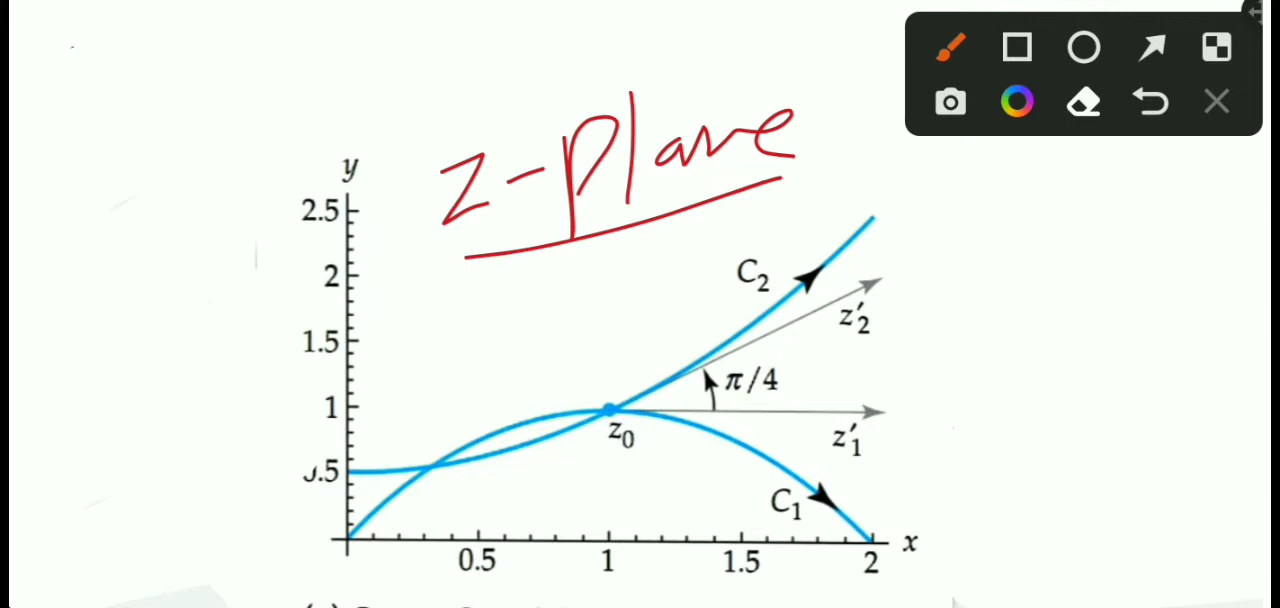 z-plane
y
2.5
2
1.5
1
0.5
C₂
z′₂
π/4
z₀
z′₁
C₁
0.5 1 1.5 2 x